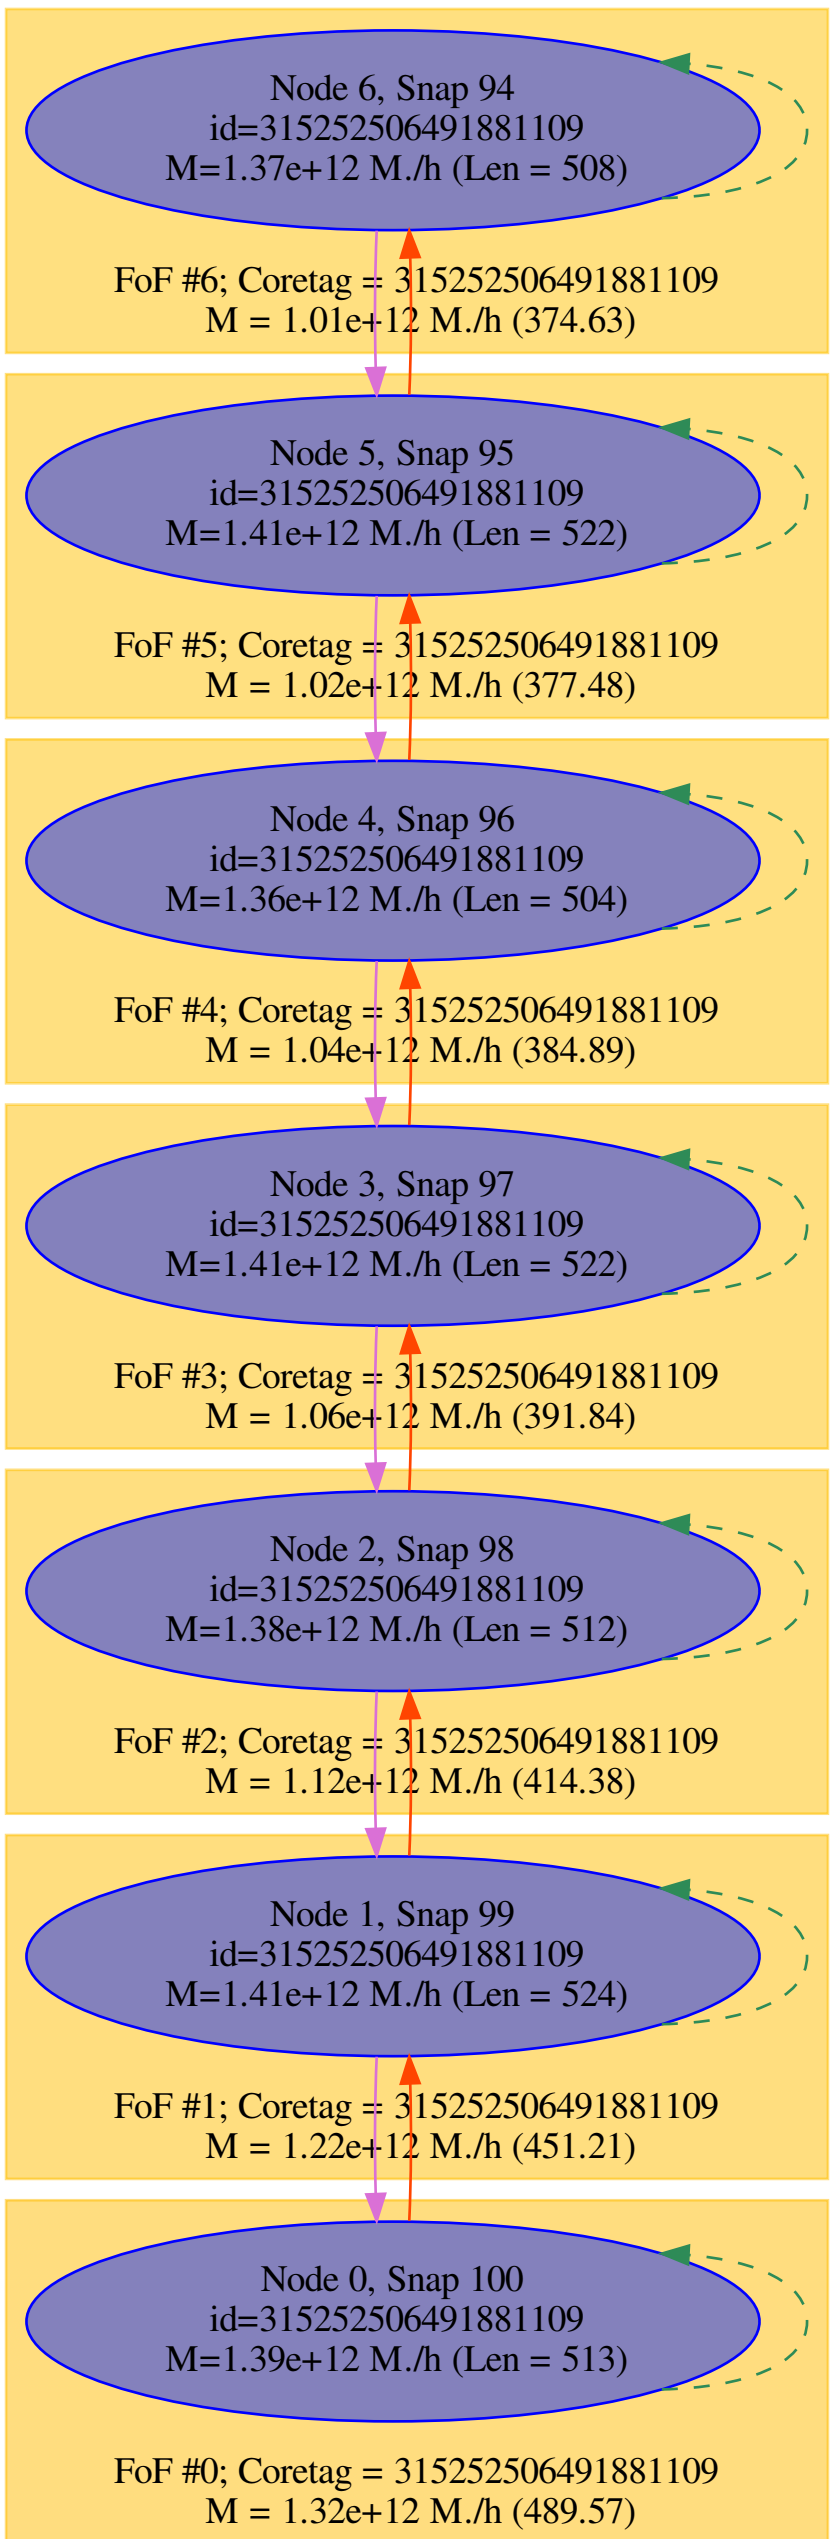 Node 6, Snap 94
id=315252506491881109
M=1.37e+12 M./h (Len = 508)
FoF #6; Coretag = 315252506491881109
M = 1.01e+12 M./h (374.63)
Node 5, Snap 95
id=315252506491881109
M=1.41e+12 M./h (Len = 522)
FoF #5; Coretag = 315252506491881109
M = 1.02e+12 M./h (377.48)
Node 4, Snap 96
id=315252506491881109
M=1.36e+12 M./h (Len = 504)
FoF #4; Coretag = 315252506491881109
M = 1.04e+12 M./h (384.89)
Node 3, Snap 97
id=315252506491881109
M=1.41e+12 M./h (Len = 522)
FoF #3; Coretag = 315252506491881109
M = 1.06e+12 M./h (391.84)
Node 2, Snap 98
id=315252506491881109
M=1.38e+12 M./h (Len = 512)
FoF #2; Coretag = 315252506491881109
M = 1.12e+12 M./h (414.38)
Node 1, Snap 99
id=315252506491881109
M=1.41e+12 M./h (Len = 524)
FoF #1; Coretag = 315252506491881109
M = 1.22e+12 M./h (451.21)
Node 0, Snap 100
id=315252506491881109
M=1.39e+12 M./h (Len = 513)
FoF #0; Coretag = 315252506491881109
M = 1.32e+12 M./h (489.57)